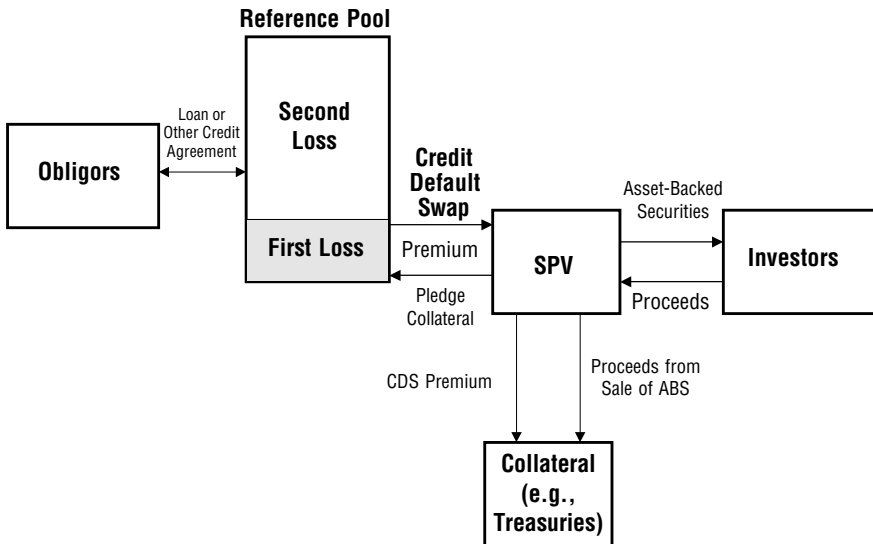 Reference Pool
Second
Loss
First Loss
Loan or
Other Credit
Agreement
Obligors
Credit
Default
Swap
Premium
Pledge
Collateral
SPV
Asset-Backed
Securities
Proceeds
Investors
CDS Premium
Proceeds from
Sale of ABS
Collateral
(e.g.,
Treasuries)